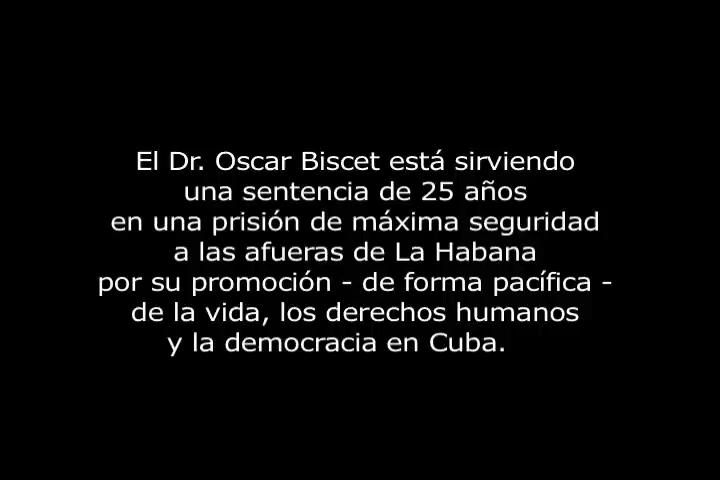 El Dr. Oscar Biscet está sirviendo
una sentencia de 25 años
en una prisión de máxima seguridad
a las afueras de La Habana
por su promoción - de forma pacífica -
de la vida, los derechos humanos
y la democracia en Cuba.